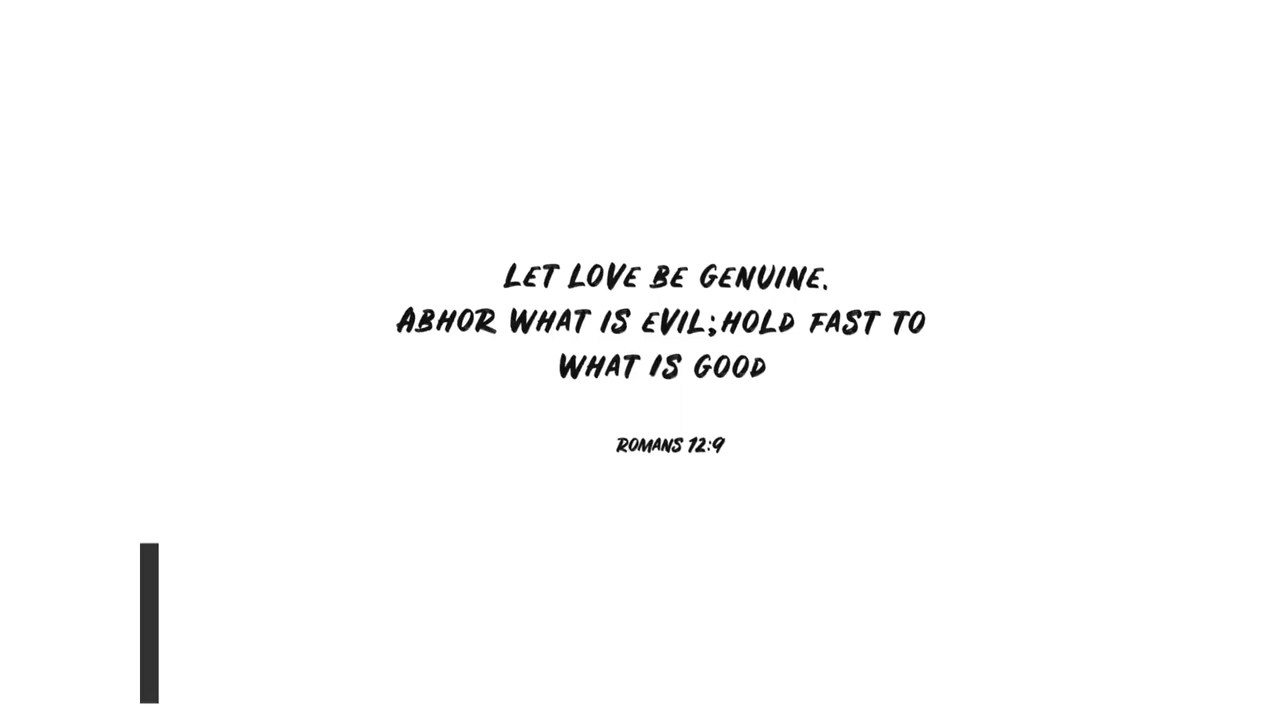 LET LOVE BE GENUINE.
ABHOR WHAT IS EVIL;HOLD FAST TO
WHAT IS GOOD
ROMANS 12:9